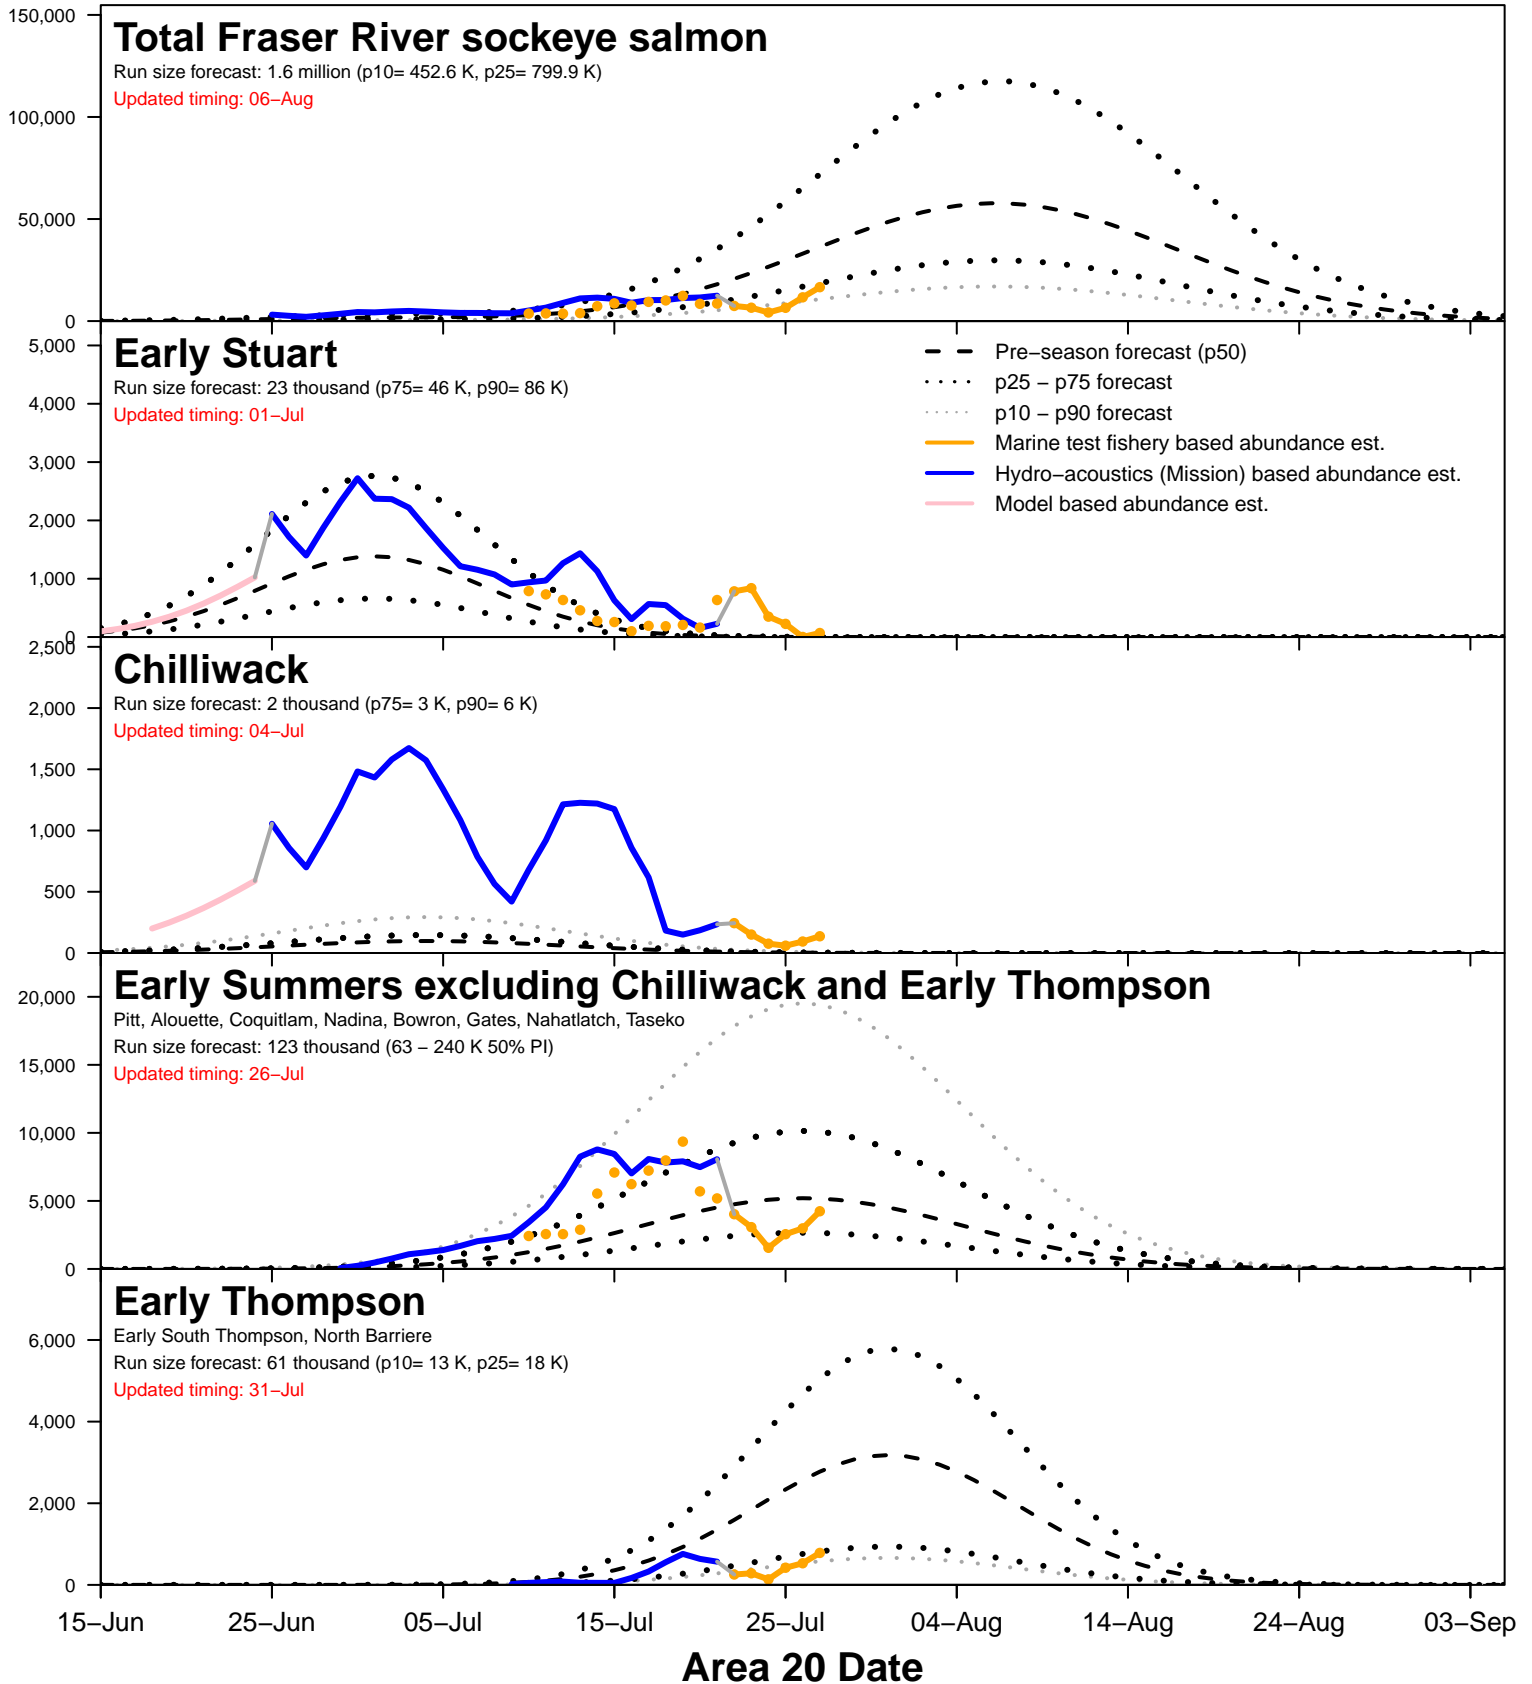 Total Fraser River sockeye salmon
Run size forecast: 1.6 million (p10= 452.6 K, p25= 799.9 K)
Updated timing: 06−Aug
150,000
100,000
50,000
0
Early Stuart
Run size forecast: 23 thousand (p75= 46 K, p90= 86 K)
Updated timing: 01−Jul
5,000
4,000
3,000
2,000
1,000
0
Pre−season forecast (p50)
p25 − p75 forecast
p10 − p90 forecast
Marine test fishery based abundance est.
Hydro−acoustics (Mission) based abundance est.
Model based abundance est.
Chilliwack
Run size forecast: 2 thousand (p75= 3 K, p90= 6 K)
Updated timing: 04−Jul
2,500
2,000
1,500
1,000
500
0
Early Summers excluding Chilliwack and Early Thompson
Pitt, Alouette, Coquitlam, Nadina, Bowron, Gates, Nahatlatch, Taseko
Run size forecast: 123 thousand (63 − 240 K 50% PI)
Updated timing: 26−Jul
20,000
15,000
10,000
5,000
0
Early Thompson
Early South Thompson, North Barriere
Run size forecast: 61 thousand (p10= 13 K, p25= 18 K)
Updated timing: 31−Jul
6,000
4,000
2,000
0
15−Jun 25−Jun 05−Jul 15−Jul 25−Jul 04−Aug 14−Aug 24−Aug 03−Sep
Area 20 Date